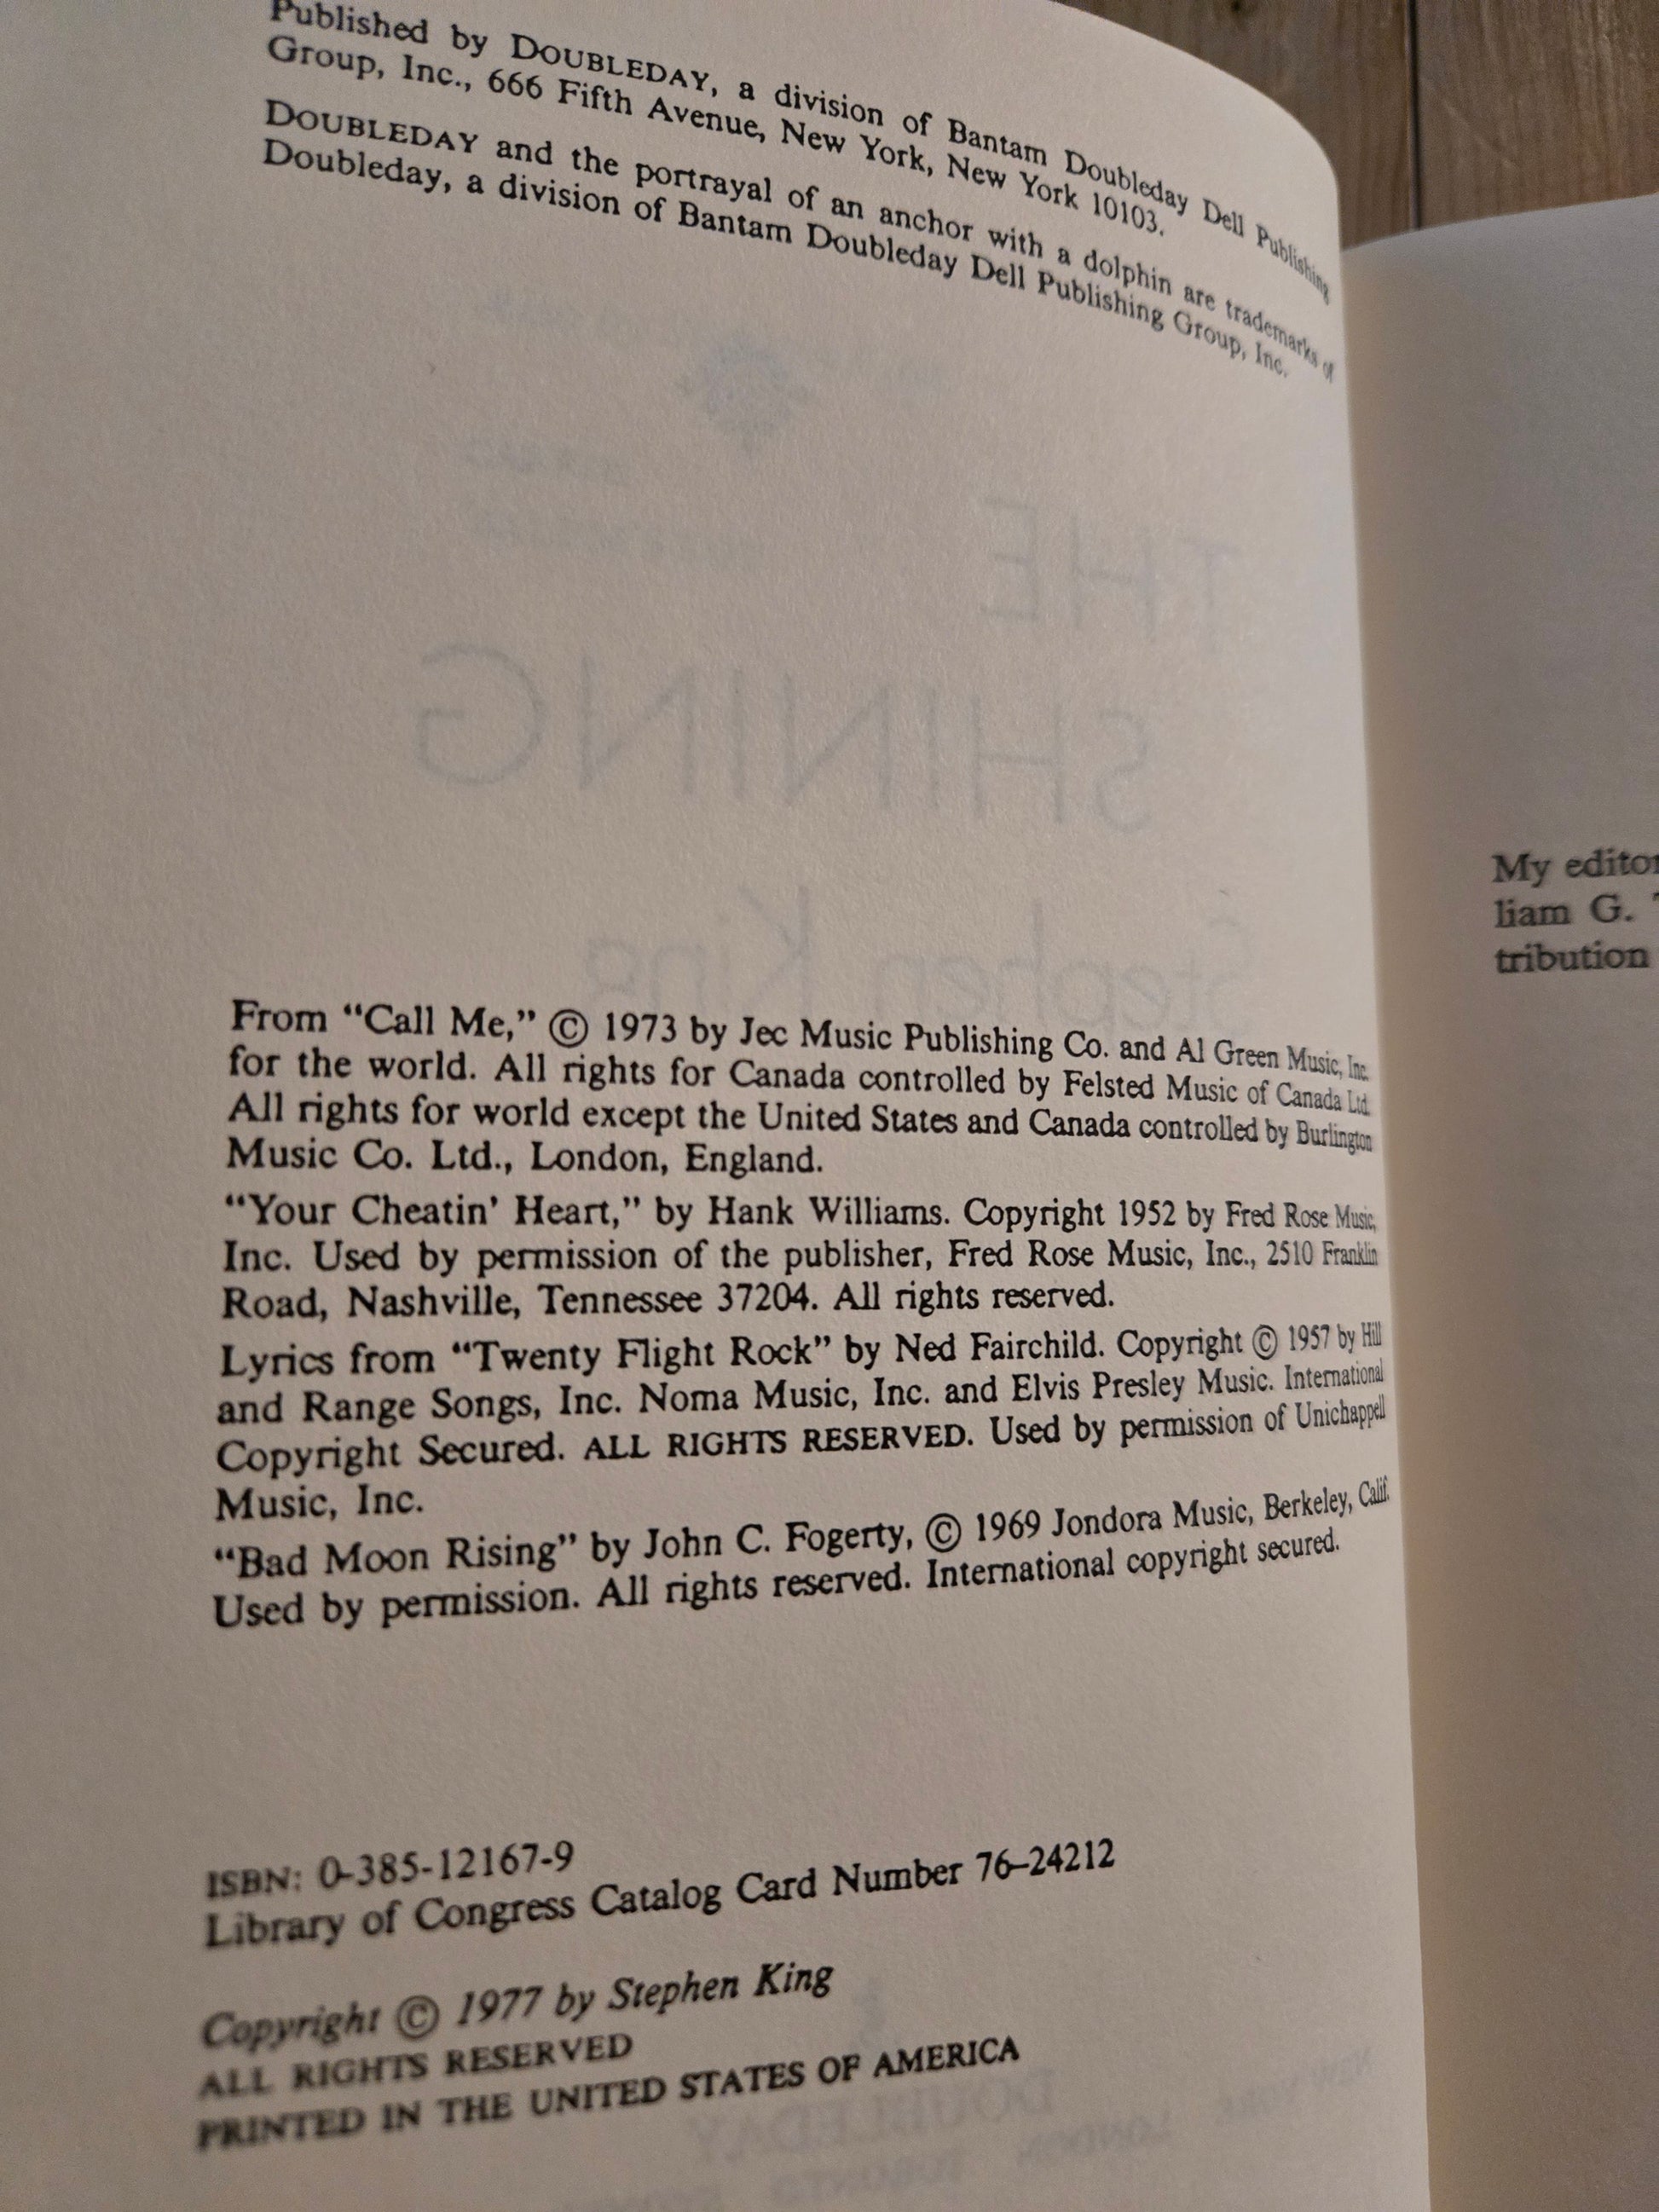 Published by DOUBLEDAY, a division of Bantam Doubleday Dell Publishing
Group, Inc., 666 Fifth Avenue, New York, New York 10103.
DOUBLEDAY and the portrayal of an anchor with a dolphin are trademarks of
Doubleday, a division of Bantam Doubleday Dell Publishing Group, Inc.
THE
SHINING
Stephen King
From “Call Me,” © 1973 by Jec Music Publishing Co. and Al Green Music, Inc.
for the world. All rights for Canada controlled by Felsted Music of Canada Ltd.
All rights for world except the United States and Canada controlled by Burlington
Music Co. Ltd., London, England.
“Your Cheatin’ Heart,” by Hank Williams. Copyright 1952 by Fred Rose Music,
Inc. Used by permission of the publisher, Fred Rose Music, Inc., 2510 Franklin
Road, Nashville, Tennessee 37204. All rights reserved.
Lyrics from “Twenty Flight Rock” by Ned Fairchild. Copyright © 1957 by Hill
and Range Songs, Inc. Noma Music, Inc. and Elvis Presley Music. International
Copyright Secured. ALL RIGHTS RESERVED. Used by permission of Unichappell
Music, Inc.
“Bad Moon Rising” by John C. Fogerty, © 1969 Jondora Music, Berkeley, Calif.
Used by permission. All rights reserved. International copyright secured.
ISBN: 0-385-12167-9
Library of Congress Catalog Card Number 76–24212
Copyright © 1977 by Stephen King
ALL RIGHTS RESERVED
PRINTED IN THE UNITED STATES OF AMERICA
DOUBLEDAY
My editor
liam G.
tribution